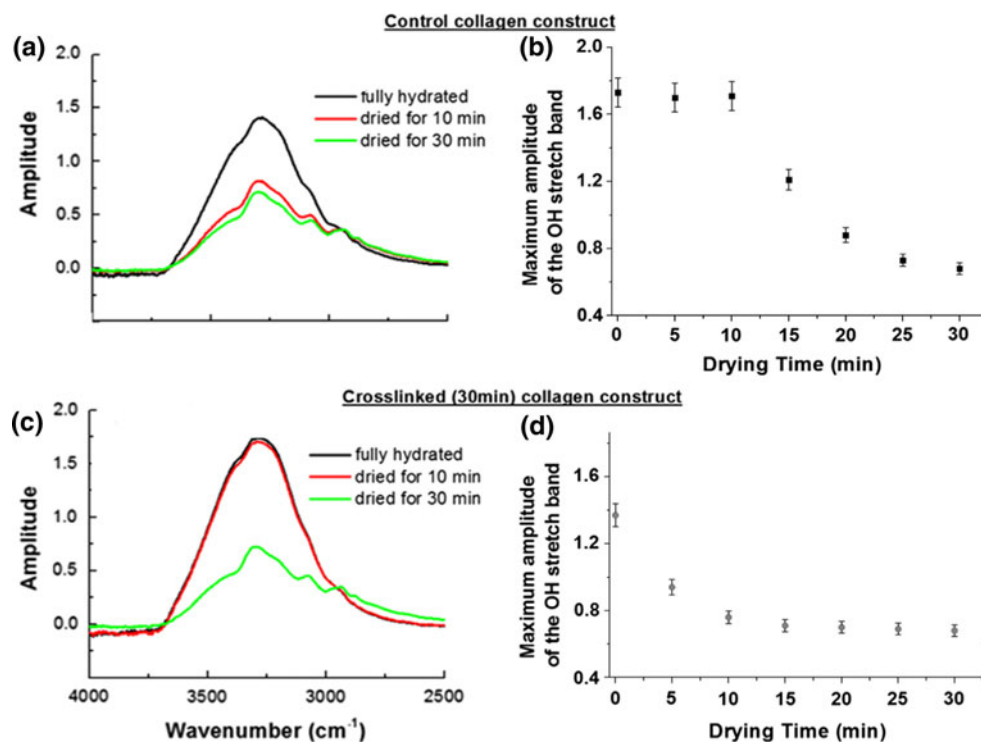 Control collagen construct
(a)
2.0
1.5
1.0
0.5
0.0
Amplitude
fully hydrated
dried for 10 min
dried for 30 min
(b)
2.0
1.6
1.2
0.8
0.4
Maximum amplitude
of the OH stretch band
0 5 10 15 20 25 30
Drying Time (min)
Crosslinked (30min) collagen construct
(c)
2.0
1.5
1.0
0.5
0.0
Amplitude
fully hydrated
dried for 10 min
dried for 30 min
4000 3500 3000 2500
Wavenumber (cm⁻¹)
(d)
1.6
1.2
0.8
0.4
Maximum amplitude
of the OH stretch band
0 5 10 15 20 25 30
Drying Time (min)